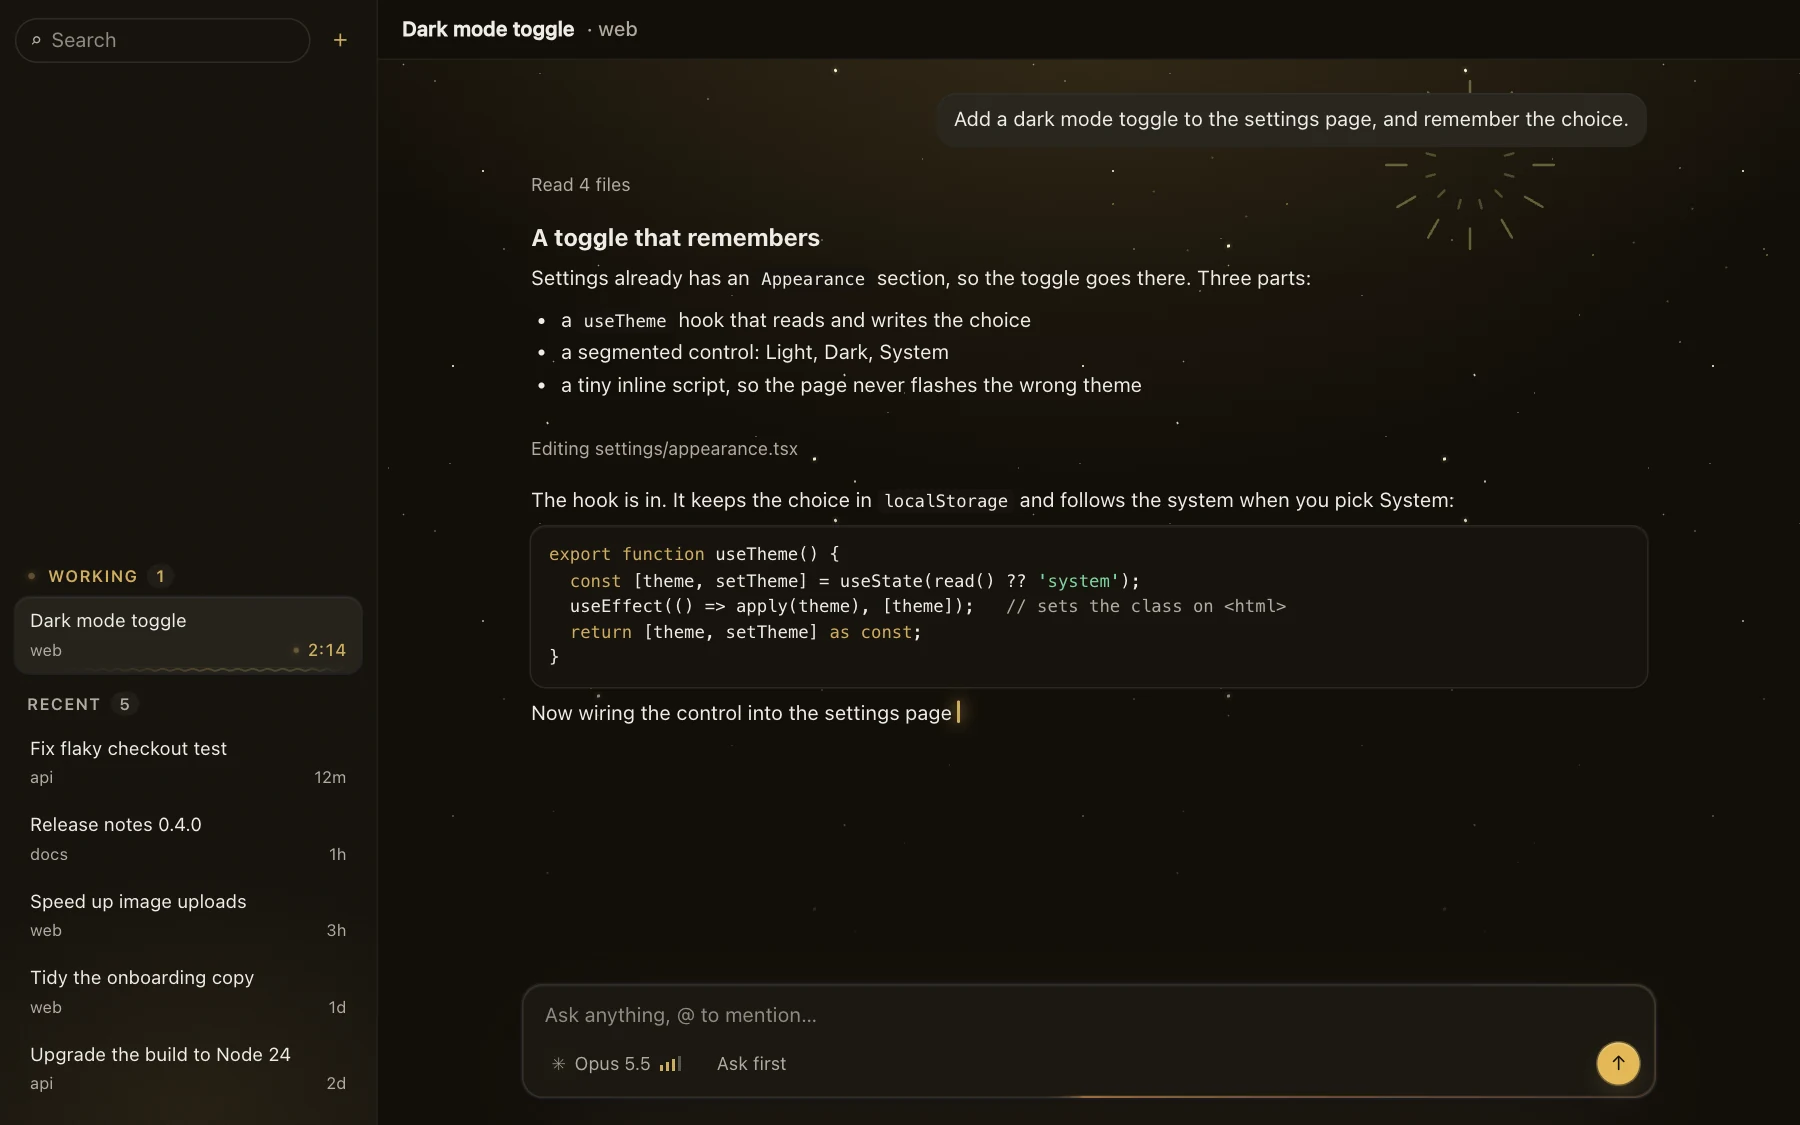 Search
+
WORKING 1
Dark mode toggle
web
2:14
RECENT 5
Fix flaky checkout test
api
12m
Release notes 0.4.0
docs
1h
Speed up image uploads
web
3h
Tidy the onboarding copy
web
1d
Upgrade the build to Node 24
api
2d
Dark mode toggle · web
Add a dark mode toggle to the settings page, and remember the choice.
Read 4 files
A toggle that remembers
Settings already has an Appearance section, so the toggle goes there. Three parts:
• a useTheme hook that reads and writes the choice
• a segmented control: Light, Dark, System
• a tiny inline script, so the page never flashes the wrong theme
Editing settings/appearance.tsx
The hook is in. It keeps the choice in localStorage and follows the system when you pick System:
export function useTheme() {
  const [theme, setTheme] = useState(read() ?? 'system');
  useEffect(() => apply(theme), [theme]);   // sets the class on <html>
  return [theme, setTheme] as const;
}
Now wiring the control into the settings page
Ask anything, @ to mention...
Opus 5.5
Ask first